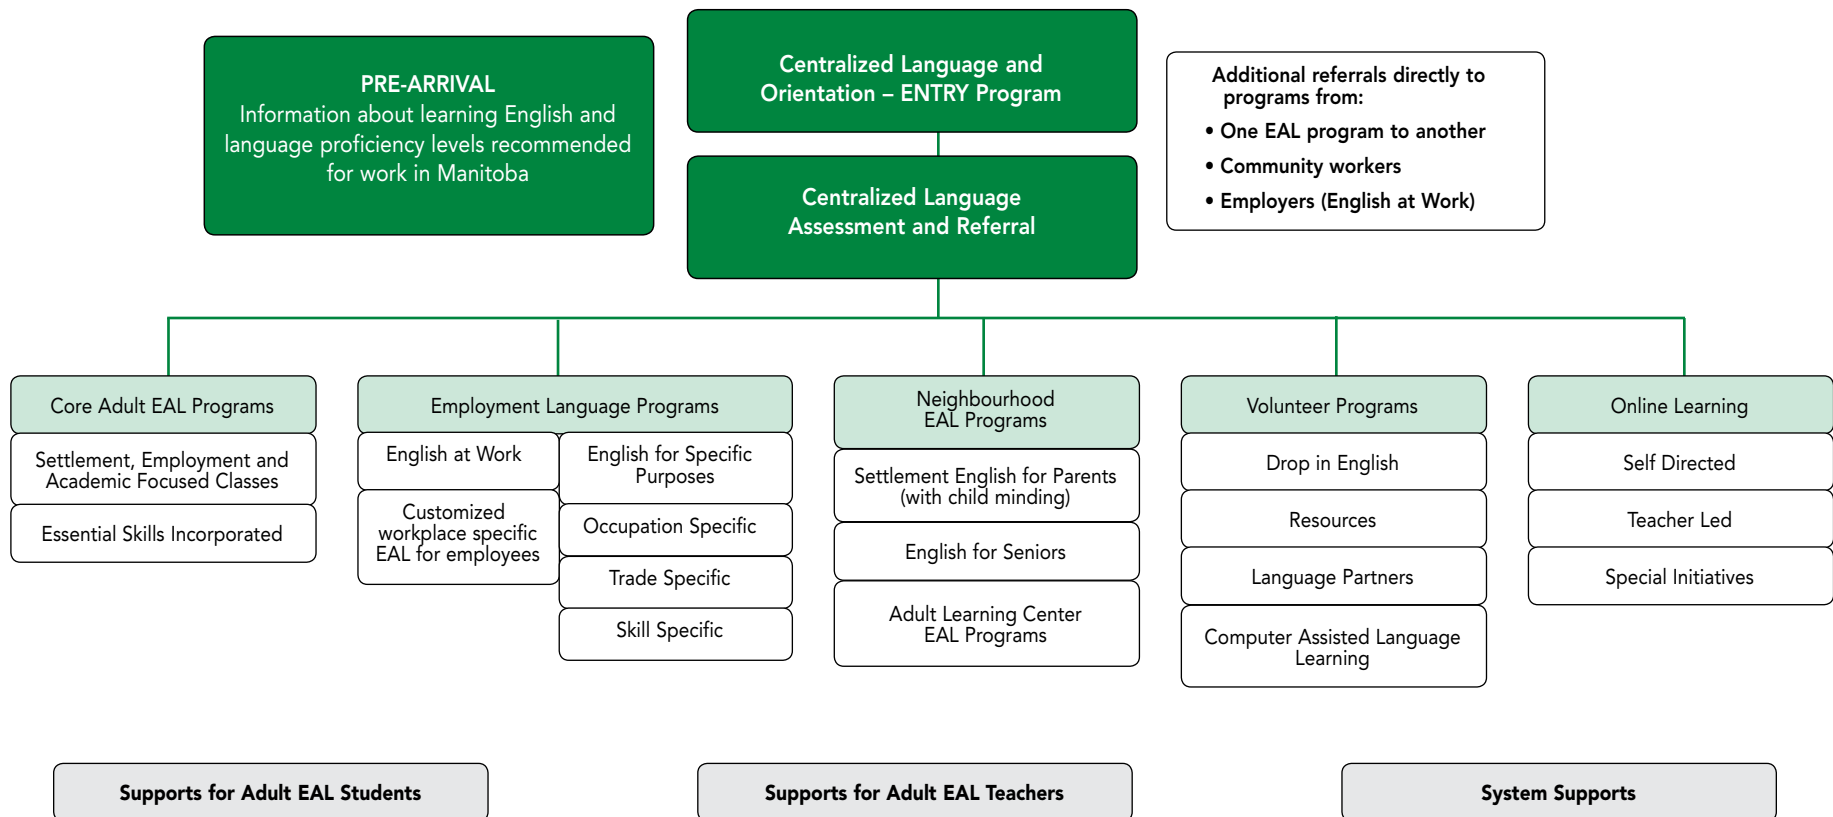 PRE-ARRIVAL
Information about learning English and
language proficiency levels recommended
for work in Manitoba
Centralized Language and
Orientation – ENTRY Program
Centralized Language
Assessment and Referral
Additional referrals directly to
programs from:
• One EAL program to another
• Community workers
• Employers (English at Work)
Core Adult EAL Programs
Settlement, Employment and
Academic Focused Classes
Essential Skills Incorporated
Employment Language Programs
English at Work
Customized
workplace specific
EAL for employees
English for Specific
Purposes
Occupation Specific
Trade Specific
Skill Specific
Neighbourhood
EAL Programs
Settlement English for Parents
(with child minding)
English for Seniors
Adult Learning Center
EAL Programs
Volunteer Programs
Drop in English
Resources
Language Partners
Computer Assisted Language
Learning
Online Learning
Self Directed
Teacher Led
Special Initiatives
Supports for Adult EAL Students
Supports for Adult EAL Teachers
System Supports